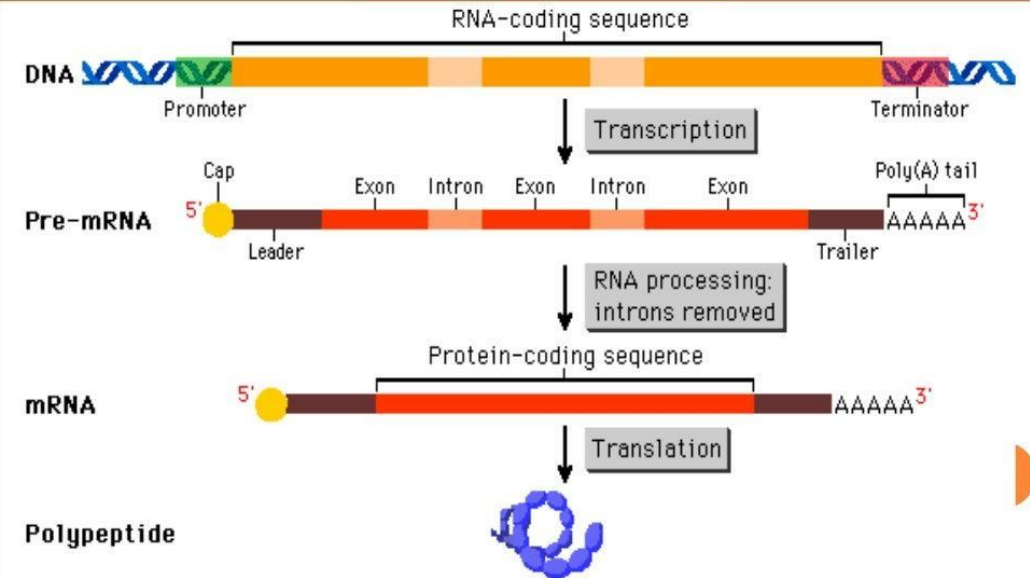 RNA-coding sequence
DNA
Promoter
Terminator
Transcription
Cap
Exon Intron Exon Intron Exon
Poly(A) tail
Pre-mRNA
5' AAAAA 3'
Leader
Trailer
RNA processing:
introns removed
Protein-coding sequence
mRNA
5' AAAAA 3'
Translation
Polypeptide